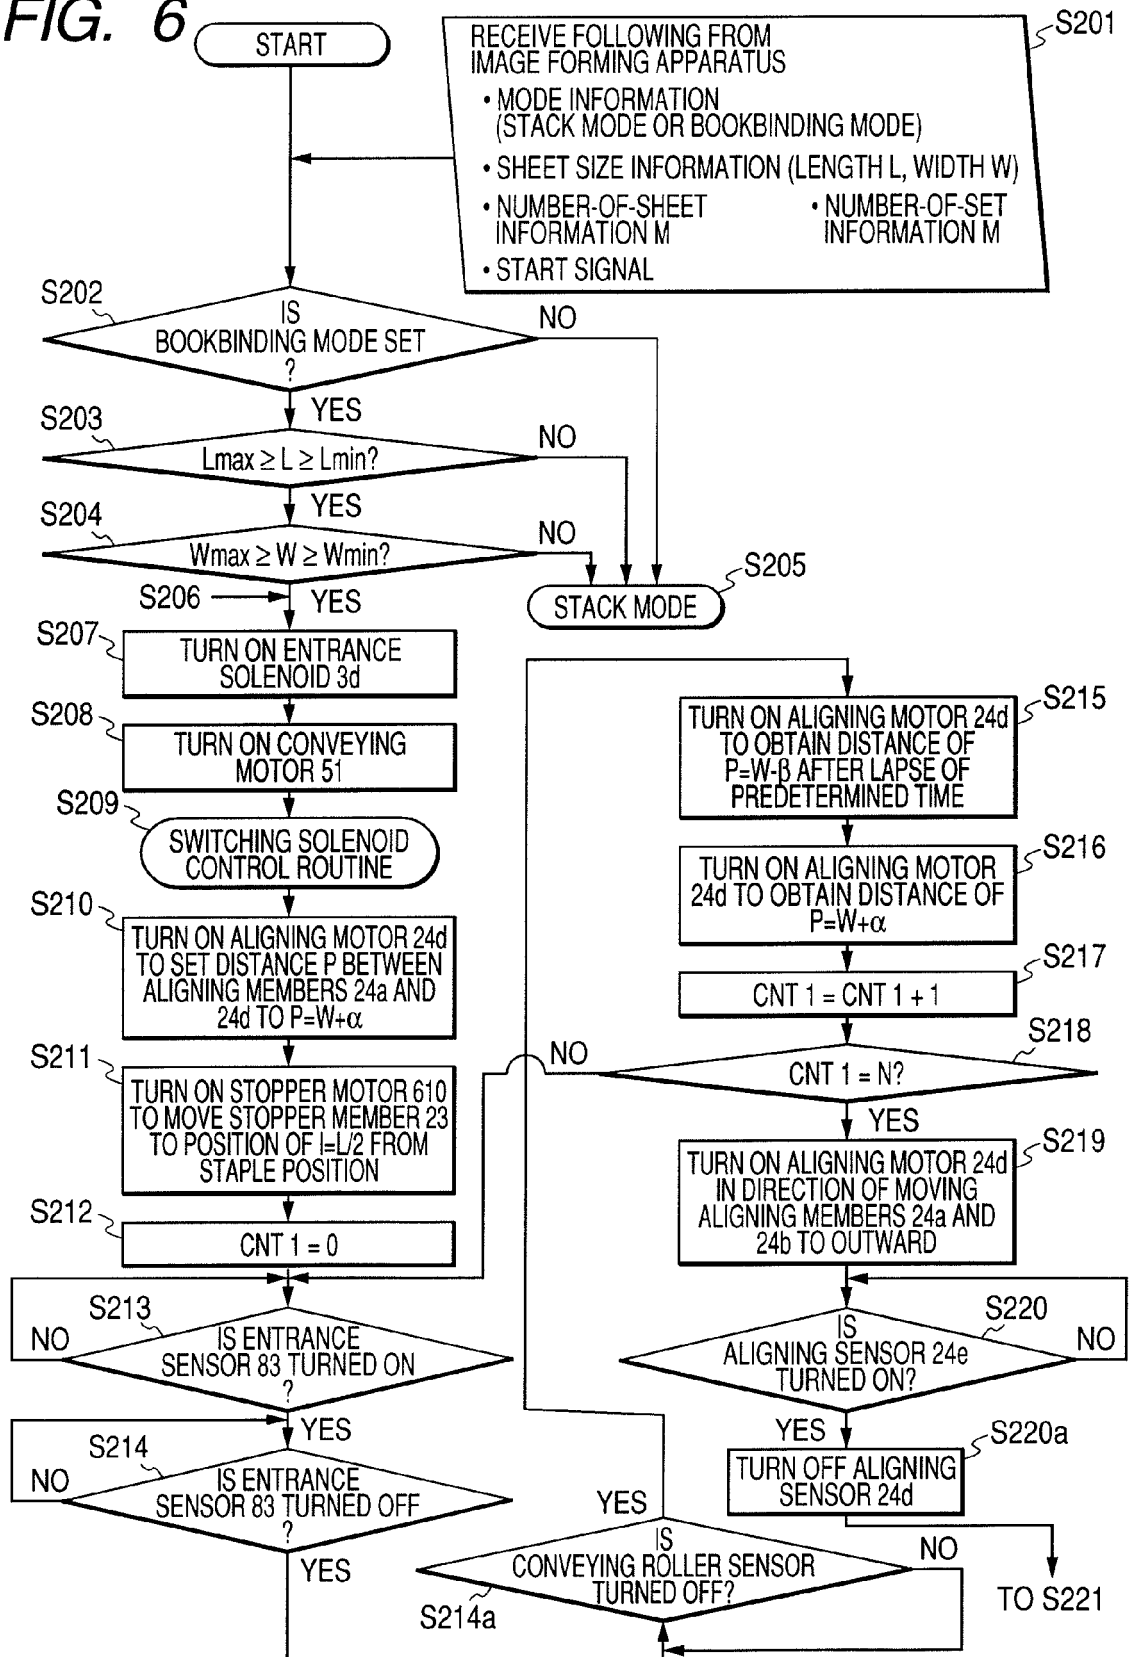 FIG. 6
START
S201
RECEIVE FOLLOWING FROM
IMAGE FORMING APPARATUS
• MODE INFORMATION
(STACK MODE OR BOOKBINDING MODE)
• SHEET SIZE INFORMATION (LENGTH L, WIDTH W)
• NUMBER-OF-SHEET
INFORMATION M
• NUMBER-OF-SET
INFORMATION M
• START SIGNAL
S202
IS
BOOKBINDING MODE SET
?
NO
YES
S203
Lmax ≥ L ≥ Lmin?
NO
YES
S204
Wmax ≥ W ≥ Wmin?
NO
S205
STACK MODE
S206
YES
S207
TURN ON ENTRANCE
SOLENOID 3d
S208
TURN ON CONVEYING
MOTOR 51
S209
SWITCHING SOLENOID
CONTROL ROUTINE
S210
TURN ON ALIGNING MOTOR 24d
TO SET DISTANCE P BETWEEN
ALIGNING MEMBERS 24a AND
24d TO P=W+α
S211
TURN ON STOPPER MOTOR 610
TO MOVE STOPPER MEMBER 23
TO POSITION OF l=L/2 FROM
STAPLE POSITION
S212
CNT 1 = 0
S213
IS ENTRANCE
SENSOR 83 TURNED ON
?
NO
YES
S214
IS ENTRANCE
SENSOR 83 TURNED OFF
?
NO
YES
S214a
IS
CONVEYING ROLLER SENSOR
TURNED OFF?
YES
NO
S215
TURN ON ALIGNING MOTOR 24d
TO OBTAIN DISTANCE OF
P=W-β AFTER LAPSE OF
PREDETERMINED TIME
S216
TURN ON ALIGNING MOTOR
24d TO OBTAIN DISTANCE OF
P=W+α
S217
CNT 1 = CNT 1 + 1
S218
CNT 1 = N?
NO
YES
S219
TURN ON ALIGNING MOTOR 24d
IN DIRECTION OF MOVING
ALIGNING MEMBERS 24a AND
24b TO OUTWARD
S220
IS
ALIGNING SENSOR 24e
TURNED ON?
NO
YES
S220a
TURN OFF ALIGNING
SENSOR 24d
TO S221